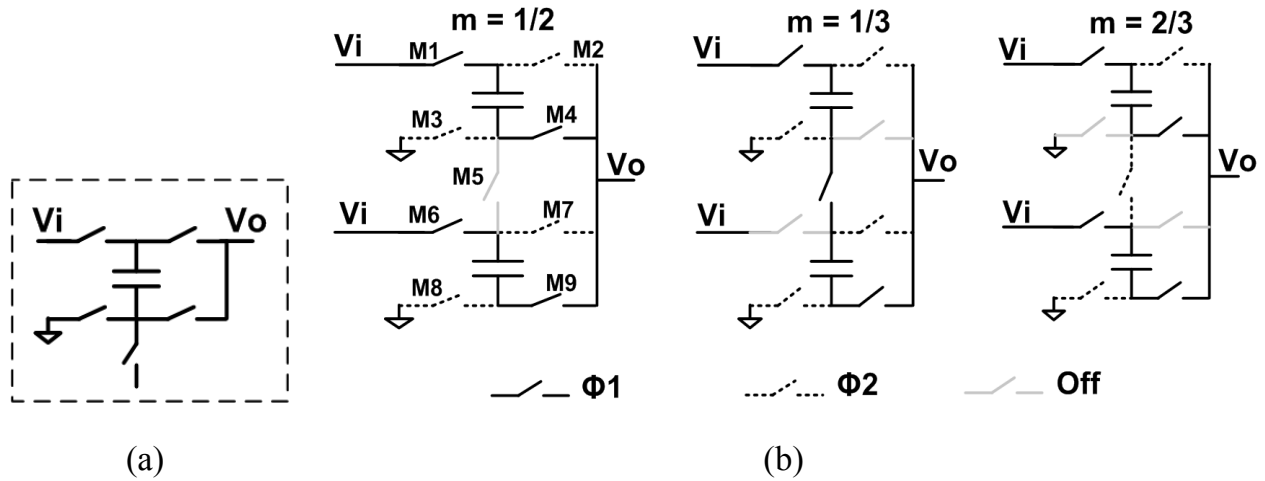 m = 1/2
m = 1/3
m = 2/3
Vi
M1
M2
Vi
Vi
M3
M4
Vo
Vo
Vo
M5
Vi
M6
M7
Vi
Vi
M8
M9
Vi
Vo
Φ1
Φ2
Off
(a)
(b)